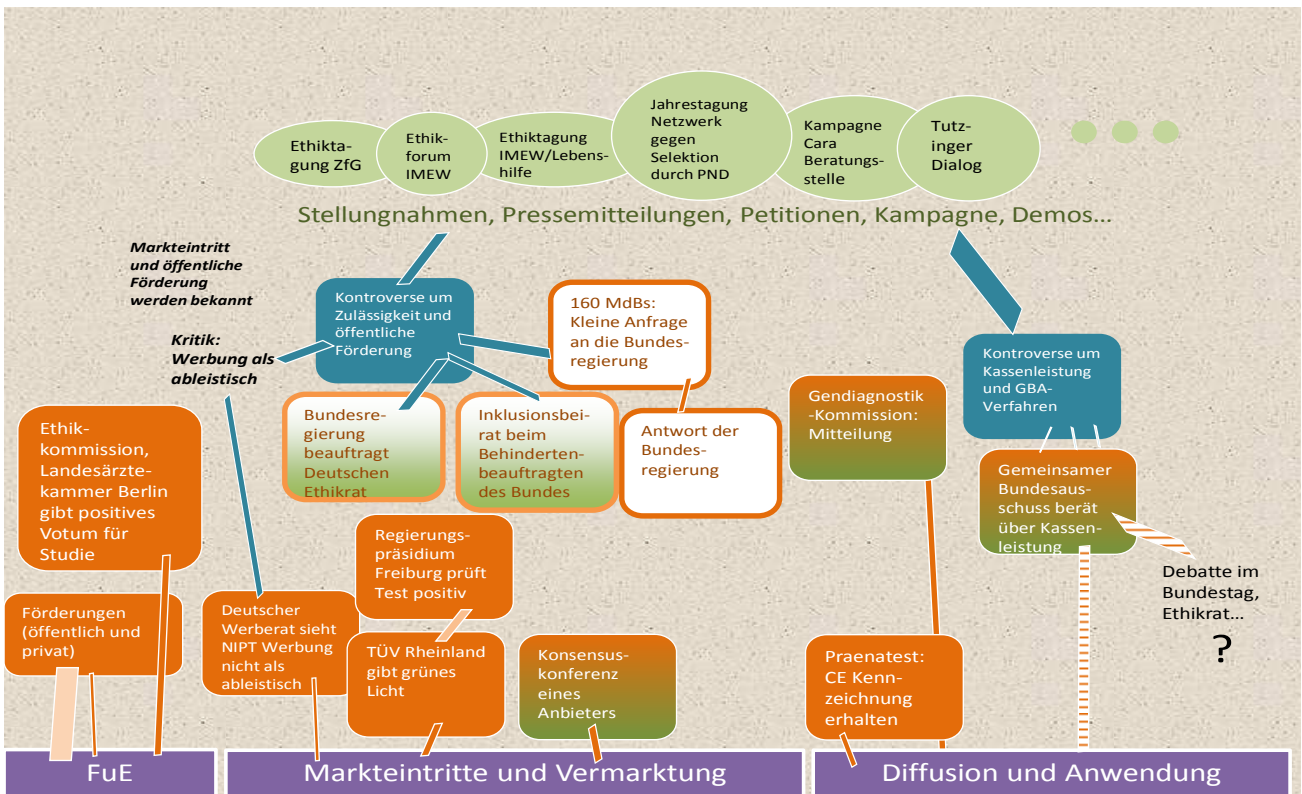 Ethikta-
gung ZfG
Ethik-
forum
IMEW
Ethiktagung
IMEW/Lebens-
hilfe
Jahrestagung
Netzwerk
gegen
Selektion
durch PND
Kampagne
Cara
Beratungs-
stelle
Tutz-
inger
Dialog
Stellungnahmen, Pressemitteilungen, Petitionen, Kampagne, Demos...
Markteintritt
und öffentliche
Förderung
werden bekannt
Kritik:
Werbung als
ableistisch
Kontroverse um
Zulässigkeit und
öffentliche
Förderung
160 MdBs:
Kleine Anfrage
an die Bundes-
regierung
Bundesre-
gierung
beauftragt
Deutschen
Ethikrat
Inklusionsbei-
rat beim
Behinderten-
beauftragten
des Bundes
Antwort der
Bundes-
regierung
Gendiagnostik
-Kommission:
Mitteilung
Kontroverse um
Kassenleistung
und GBA-
Verfahren
Gemeinsamer
Bundesaus-
schuss berät
über Kassen-
leistung
Debatte im
Bundestag,
Ethikrat...
?
Ethik-
kommission,
Landesärzte-
kammer Berlin
gibt positives
Votum für
Studie
Förderungen
(öffentlich und
privat)
Deutscher
Werberat sieht
NIPT Werbung
nicht als
ableistisch
Regierungs-
präsidium
Freiburg prüft
Test positiv
TÜV Rheinland
gibt grünes
Licht
Konsensus-
konferenz
eines
Anbieters
Praenatest:
CE Kenn-
zeichnung
erhalten
FuE
Markteintritte und Vermarktung
Diffusion und Anwendung